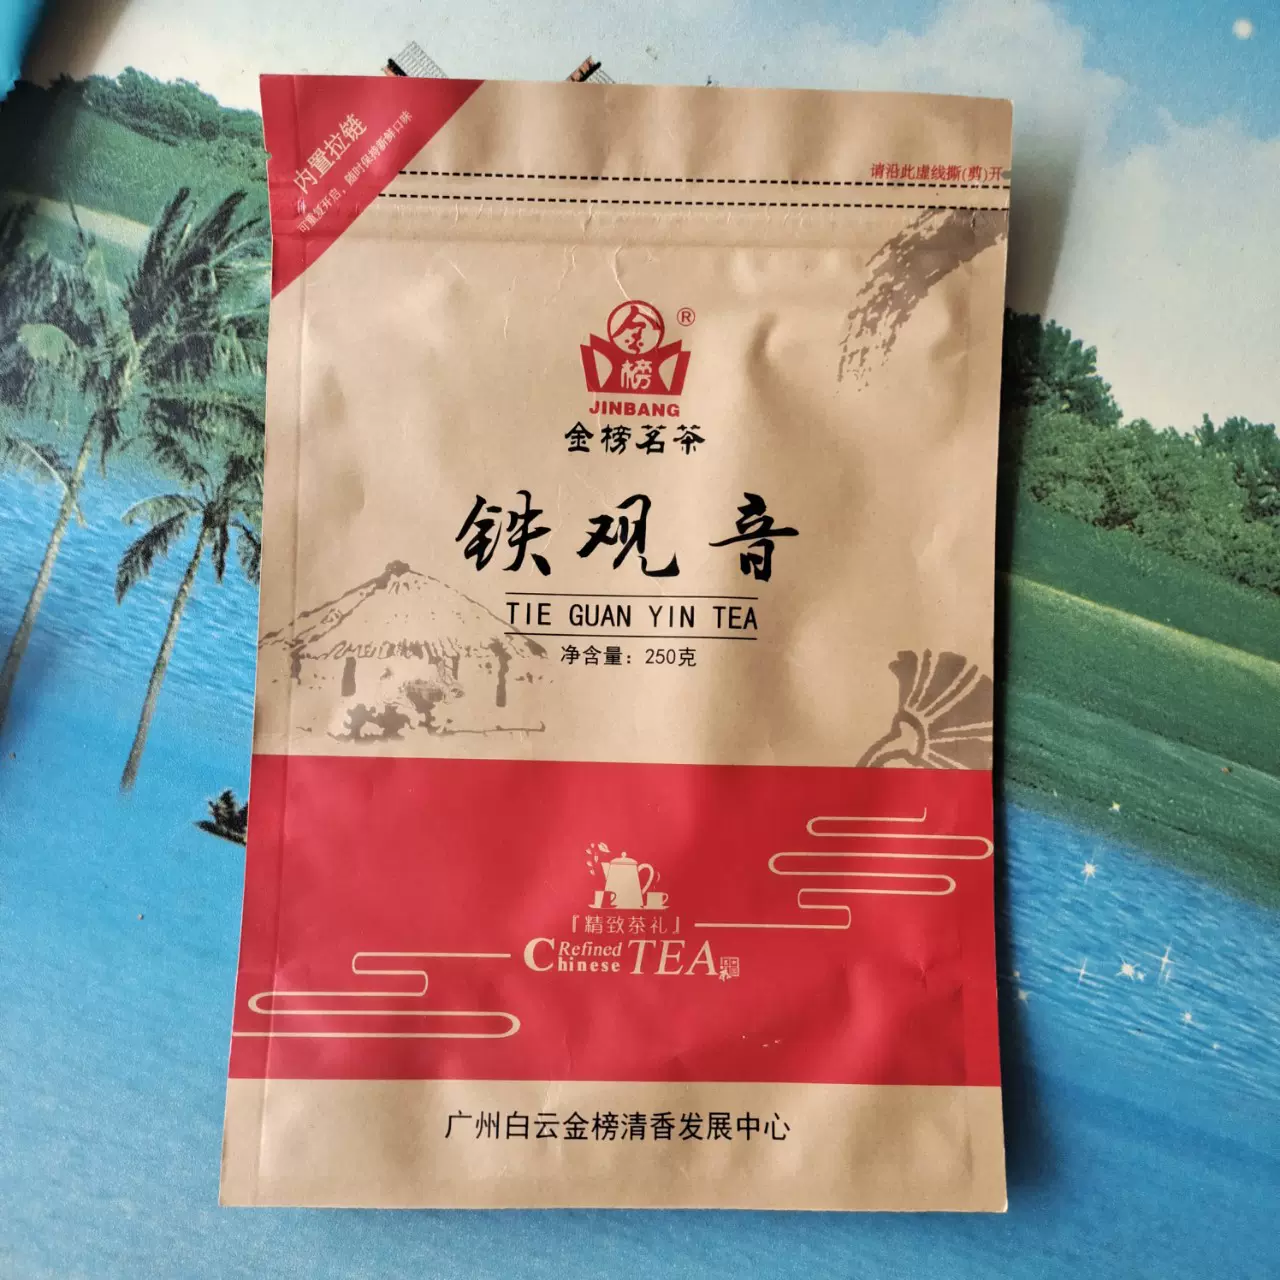 内置拉链
可重复开启，随时保持新鲜口味
请沿此虚线撕(剪)开
金
榜
®
JINBANG
金榜茗茶
铁观音
TIE GUAN YIN TEA
净含量：250克
『精致茶礼』
Refined
Chinese TEA
广州白云金榜清香发展中心